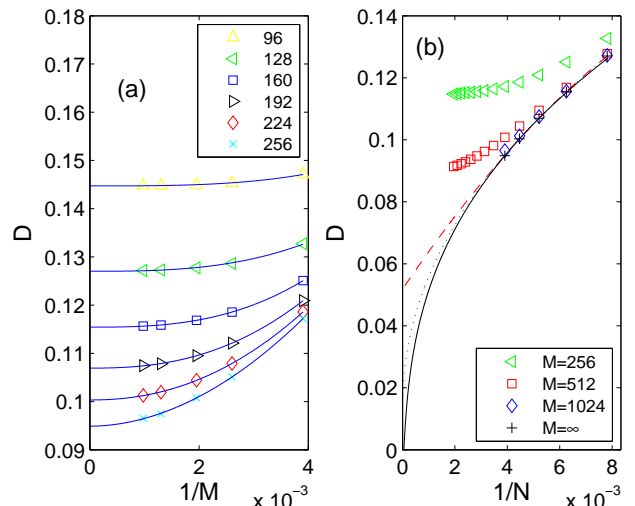 (a)
96
128
160
192
224
256
0.18
0.17
0.16
0.15
0.14
0.13
0.12
0.11
0.1
0.09
D
0
2
4
1/M
x 10⁻³
(b)
0.14
0.12
0.1
0.08
0.06
0.04
0.02
0
D
M=256
M=512
M=1024
M=∞
0
2
4
6
8
1/N
x 10⁻³